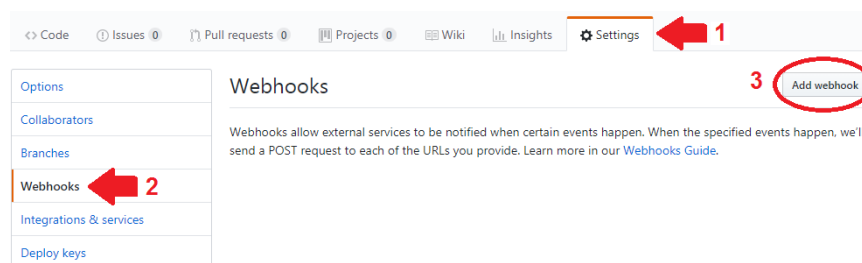 Code Issues 0 Pull requests 0 Projects 0 Wiki Insights Settings 1
Options
Collaborators
Branches
Webhooks 2
Integrations & services
Deploy keys
Webhooks 3 Add webhook
Webhooks allow external services to be notified when certain events happen. When the specified events happen, we'll
send a POST request to each of the URLs you provide. Learn more in our Webhooks Guide.